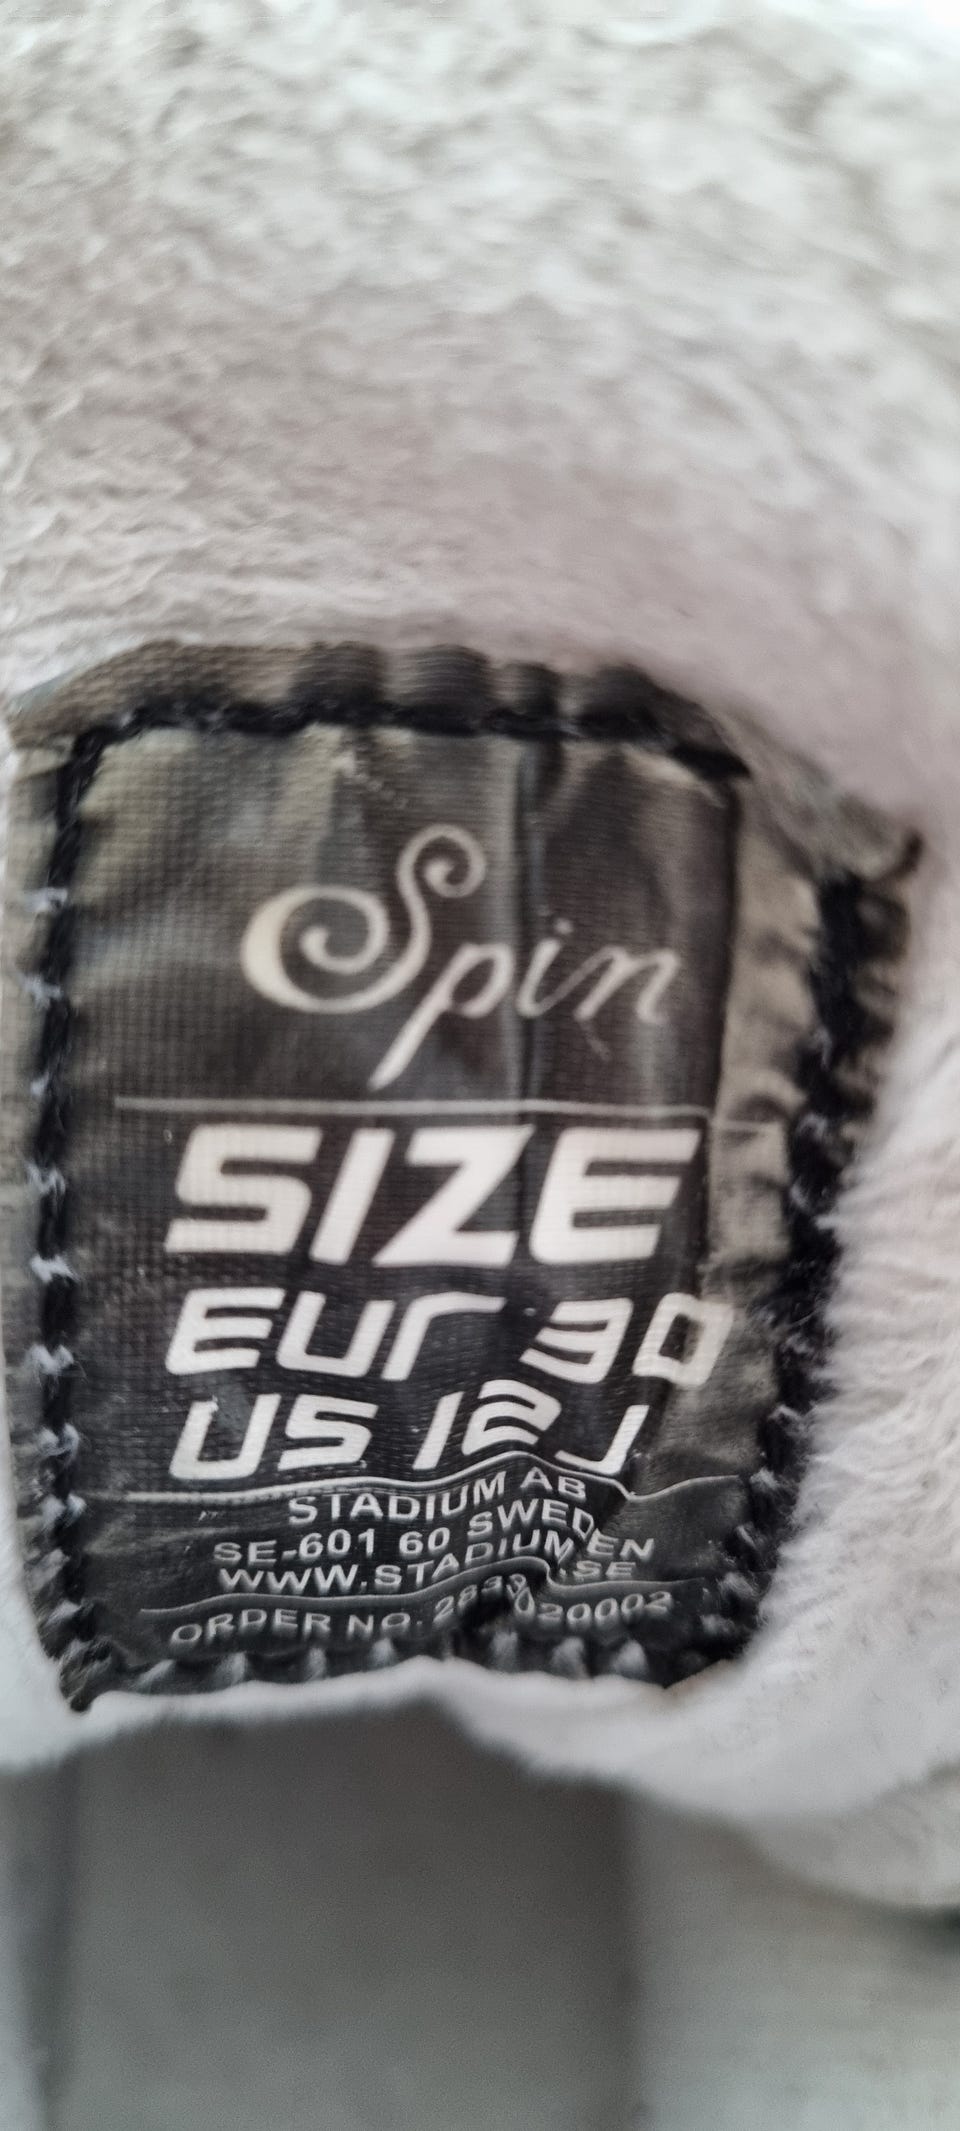 Spin
SIZE
EUR 30
US 12 J
STADIUM AB
SE-601 60 SWEDEN
WWW.STADIUM.SE
ORDER NO.